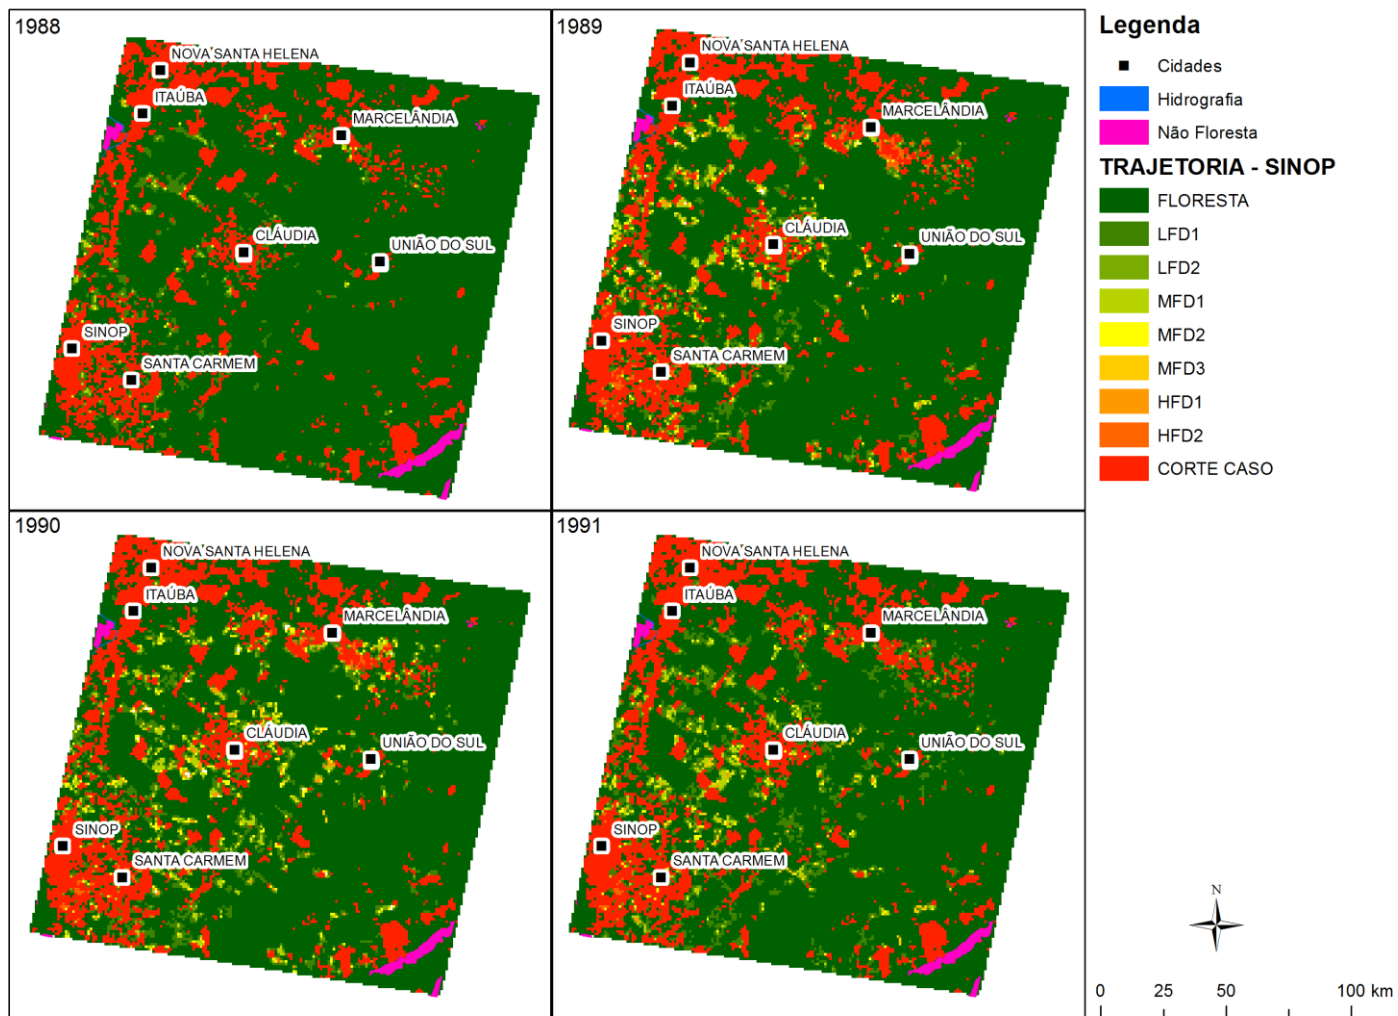 1988
NOVA SANTA HELENA
ITAÚBA
MARCELÂNDIA
CLÁUDIA
UNIÃO DO SUL
SINOP
SANTA CARMEM
1989
NOVA SANTA HELENA
ITAÚBA
MARCELÂNDIA
CLÁUDIA
UNIÃO DO SUL
SINOP
SANTA CARMEM
1990
NOVA SANTA HELENA
ITAÚBA
MARCELÂNDIA
CLÁUDIA
UNIÃO DO SUL
SINOP
SANTA CARMEM
1991
NOVA SANTA HELENA
ITAÚBA
MARCELÂNDIA
CLÁUDIA
UNIÃO DO SUL
SINOP
SANTA CARMEM
Legenda
Cidades
Hidrografia
Não Floresta
TRAJETORIA - SINOP
FLORESTA
LFD1
LFD2
MFD1
MFD2
MFD3
HFD1
HFD2
CORTE CASO
N
0 25 50 100 km